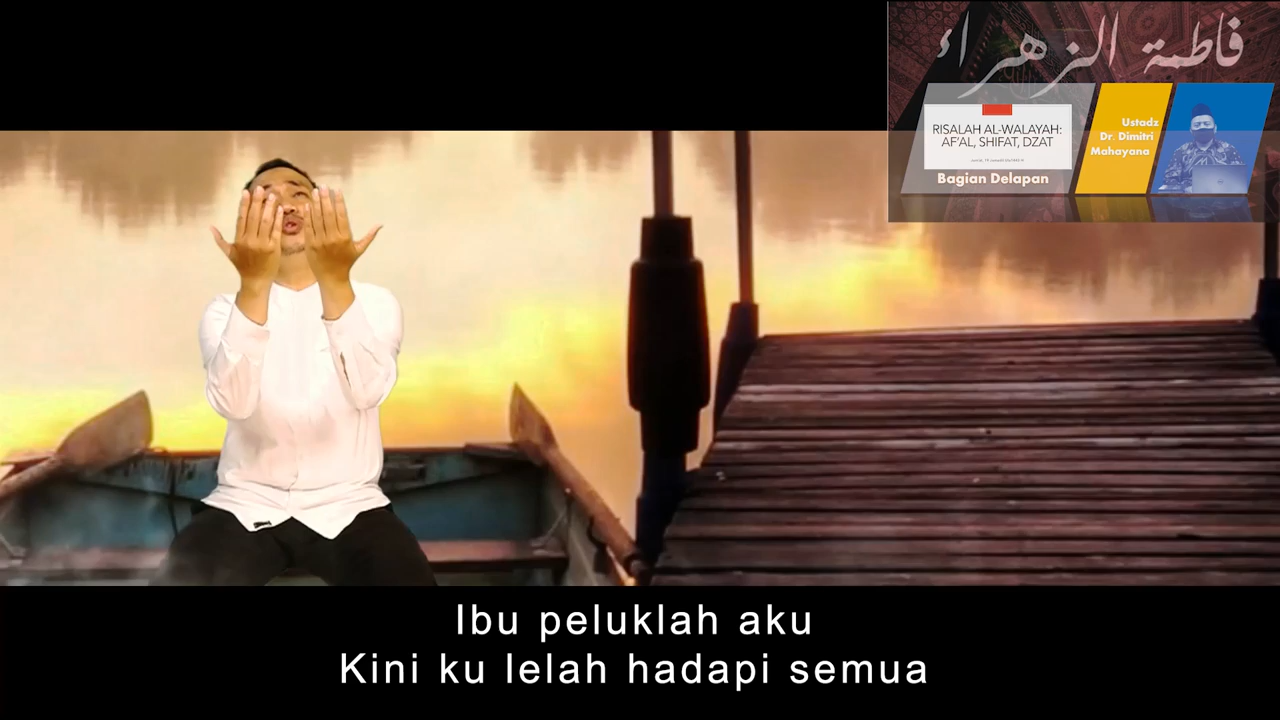 فاطمة الزهراء
RISALAH AL-WALAYAH:
AF'AL, SHIFAT, DZAT
Bagian Delapan
Ustadz
Dr. Dimitri
Mahayana
Ibu peluklah aku
Kini ku lelah hadapi semua